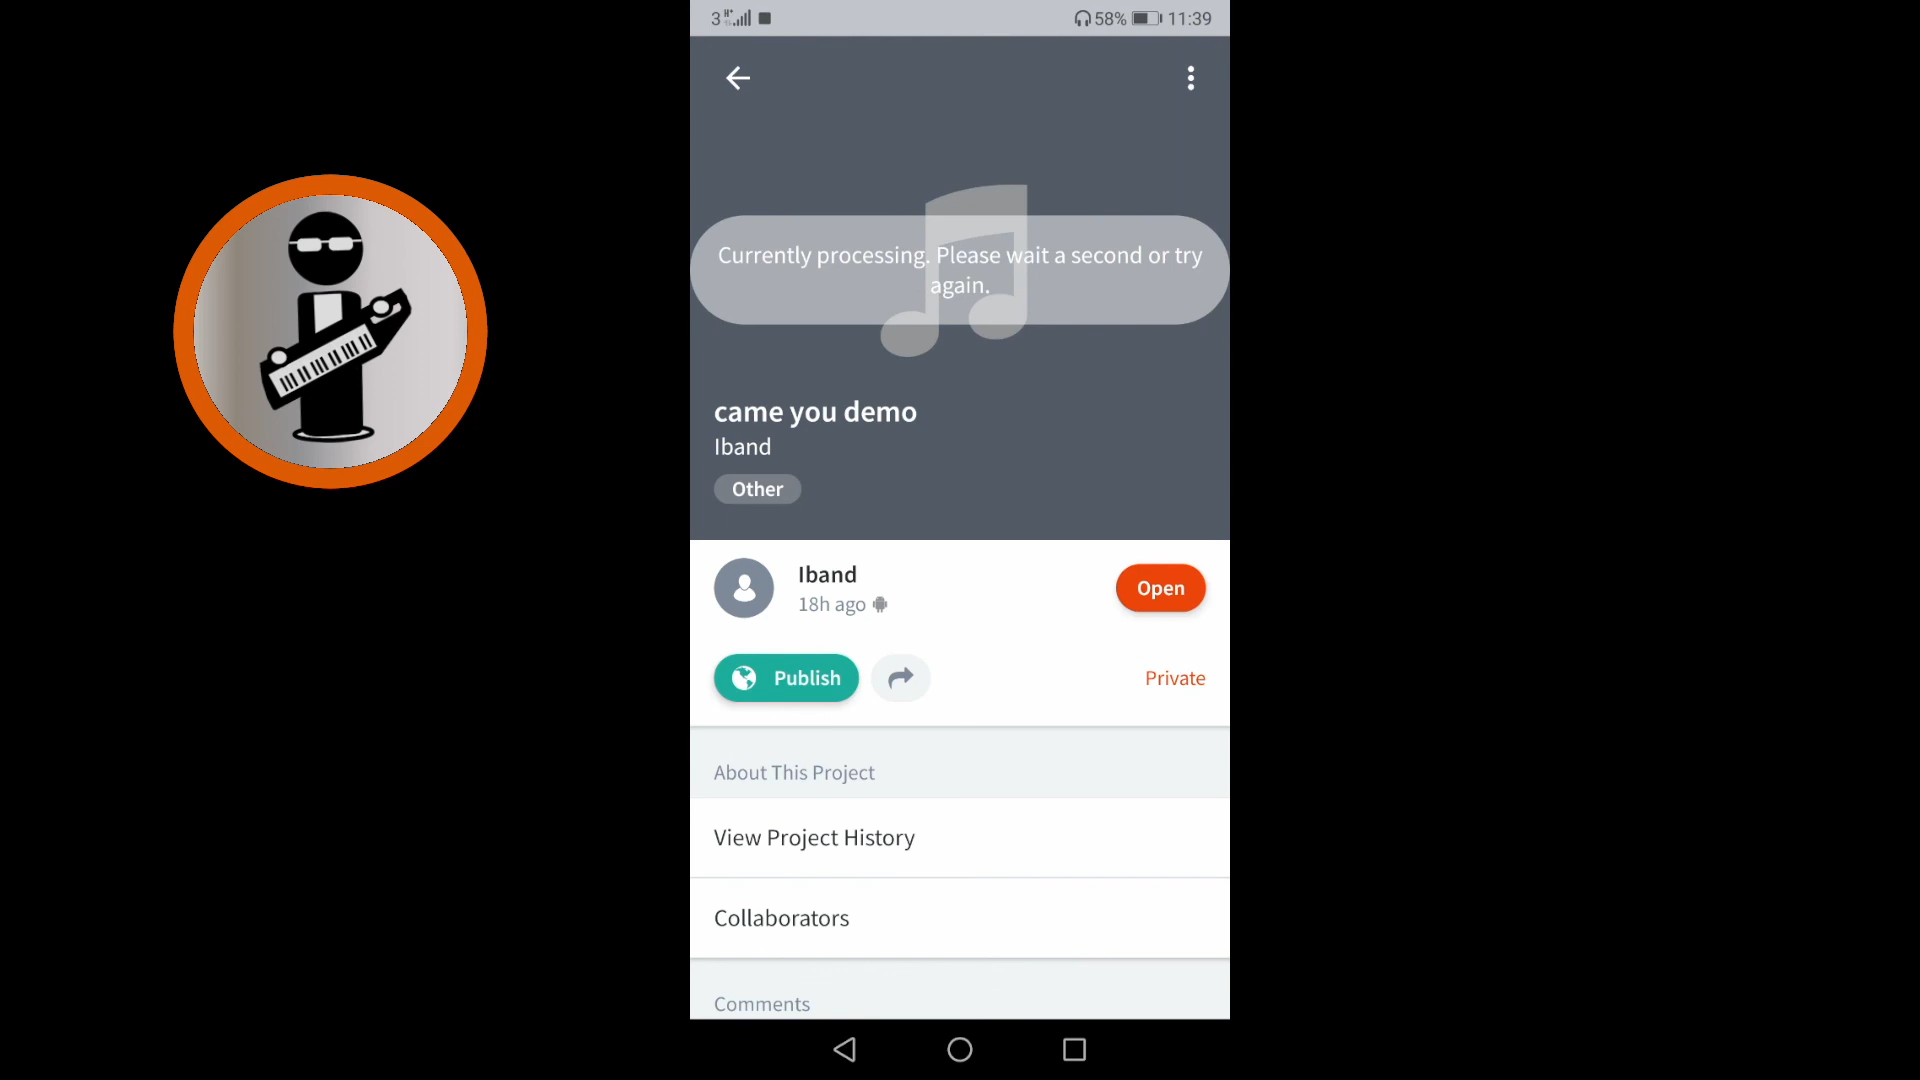 3 H+
58% 11:39
Currently processing. Please wait a second or try
again.
came you demo
Iband
Other
Iband
18h ago
Open
Publish
Private
About This Project
View Project History
Collaborators
Comments